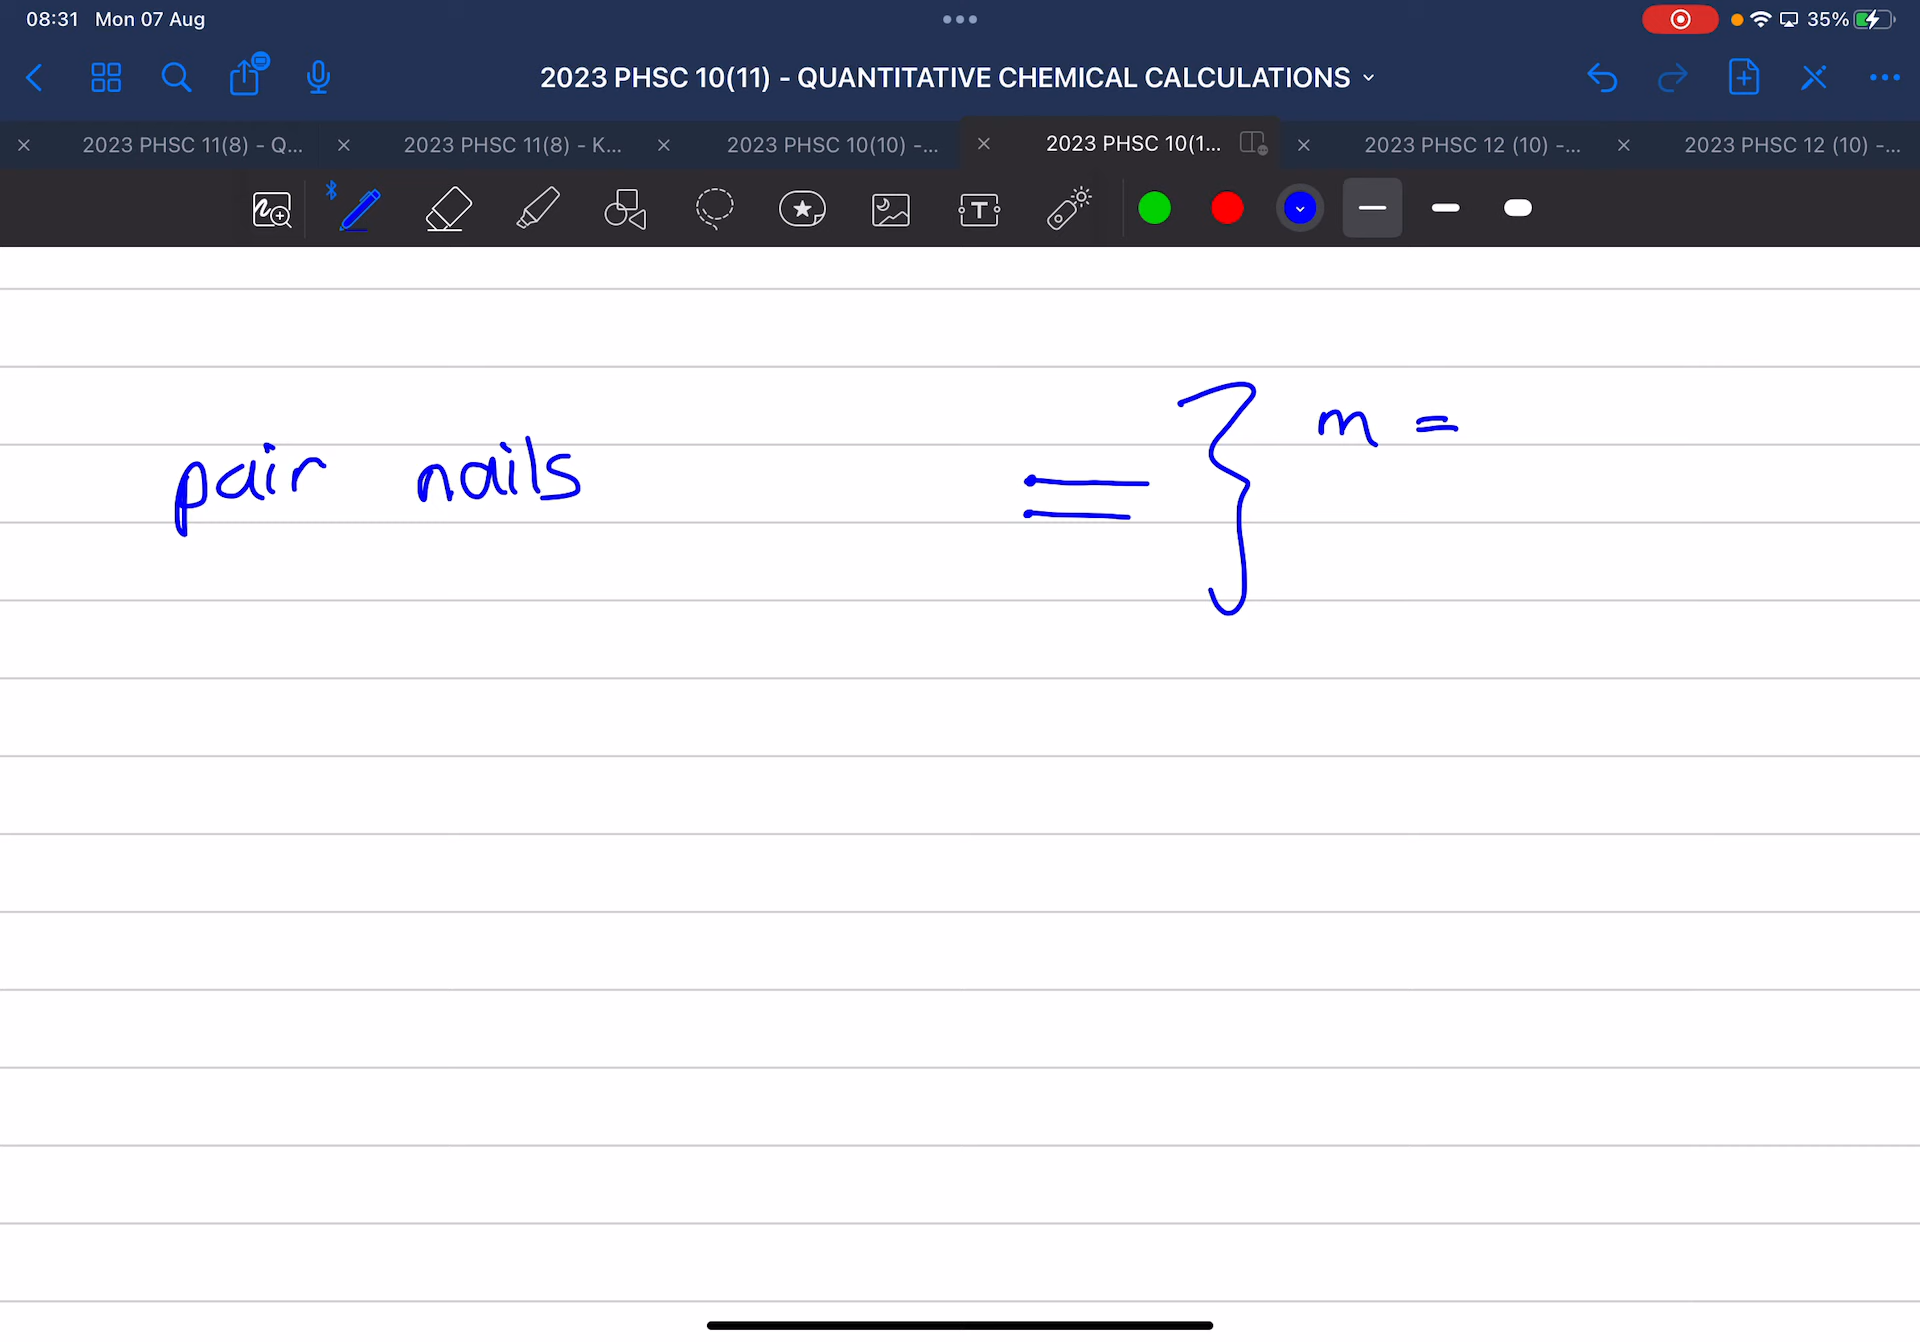 08:31 Mon 07 Aug
35%
2023 PHSC 10(11) - QUANTITATIVE CHEMICAL CALCULATIONS
2023 PHSC 11(8) - Q... 2023 PHSC 11(8) - K... 2023 PHSC 10(10) -... 2023 PHSC 10(1... 2023 PHSC 12 (10) -... 2023 PHSC 12 (10) -...
T
pair nails = { m =